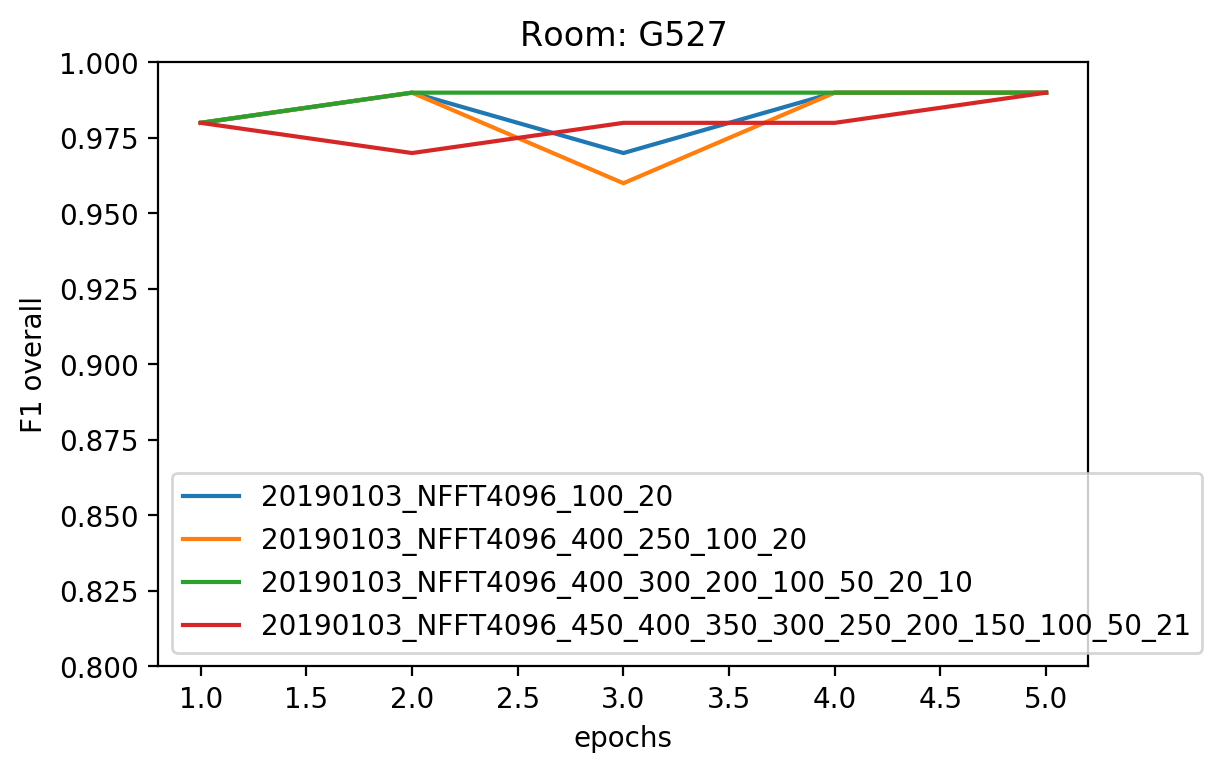 Room: G527
1.000
0.975
0.950
0.925
0.900
0.875
0.850
0.825
0.800
F1 overall
20190103_NFFT4096_100_20
20190103_NFFT4096_400_250_100_20
20190103_NFFT4096_400_300_200_100_50_20_10
20190103_NFFT4096_450_400_350_300_250_200_150_100_50_21
1.0 1.5 2.0 2.5 3.0 3.5 4.0 4.5 5.0
epochs